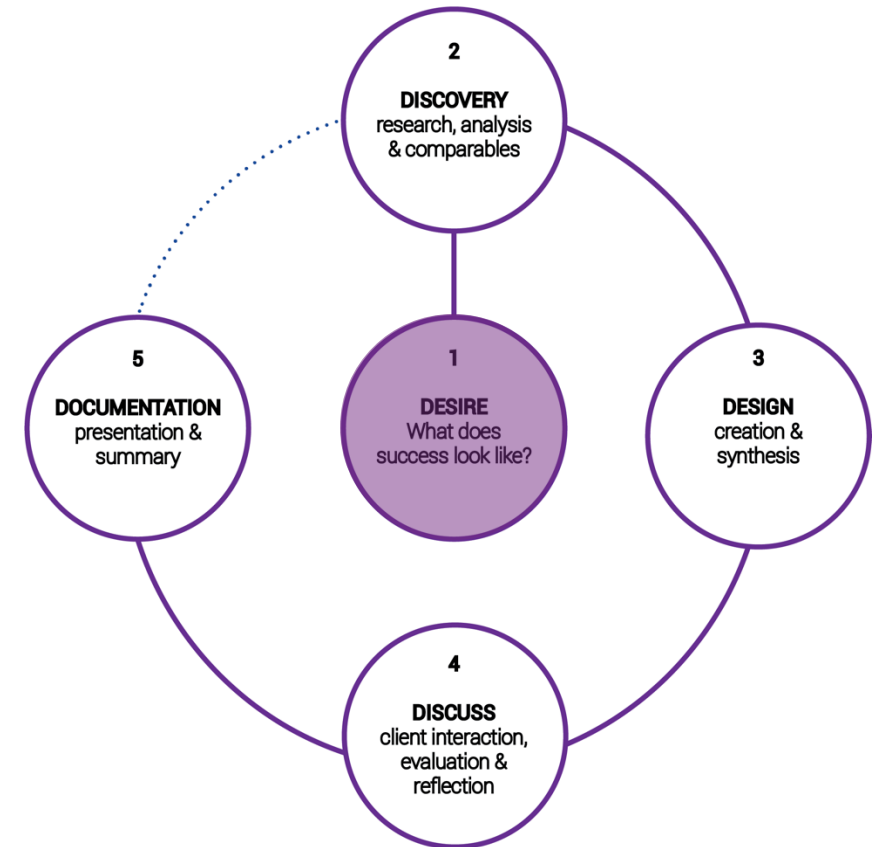 2
DISCOVERY
research, analysis
& comparables
5
DOCUMENTATION
presentation &
summary
1
DESIRE
What does
success look like?
3
DESIGN
creation &
synthesis
4
DISCUSS
client interaction,
evaluation &
reflection